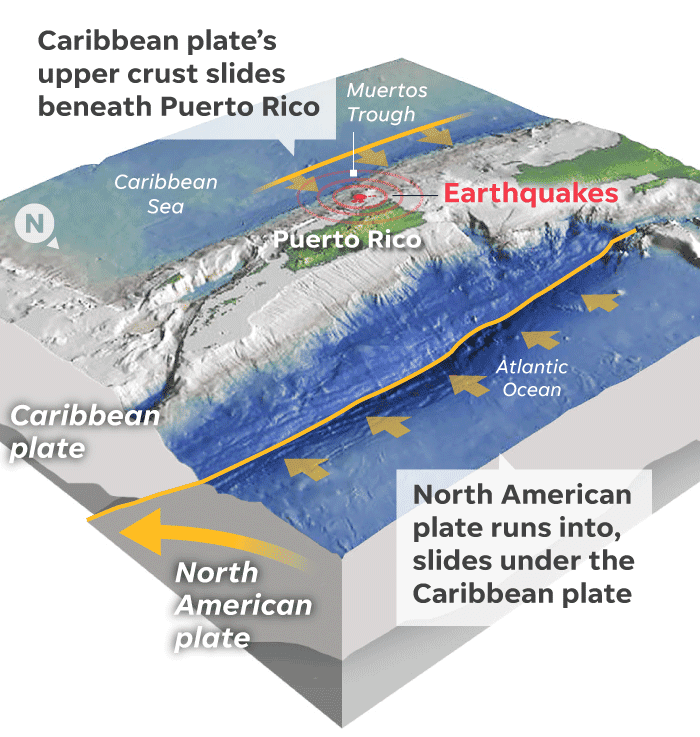 Caribbean plate’s
upper crust slides
beneath Puerto Rico
Muertos
Trough
Caribbean
Sea
Earthquakes
N
Puerto Rico
Atlantic
Ocean
Caribbean
plate
North American
plate runs into,
slides under the
Caribbean plate
North
American
plate